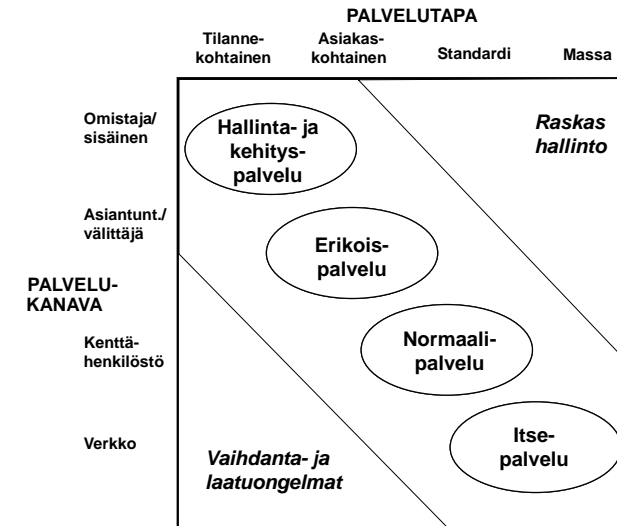 PALVELUTAPA
Tilanne-
kohtainen
Asiakas-
kohtainen
Standardi
Massa
Omistaja/
sisäinen
Hallinta- ja
kehitys-
palvelu
Raskas
hallinto
Asiantunt./
välittäjä
Erikois-
palvelu
PALVELU-
KANAVA
Kenttä-
henkilöstö
Normaali-
palvelu
Verkko
Vaihdanta- ja
laatuongelmat
Itse-
palvelu